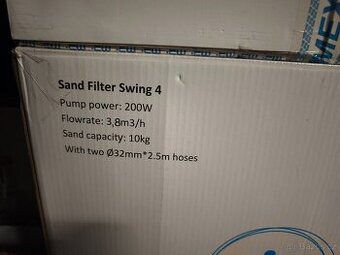 MEX
Sand Filter Swing 4
Pump power: 200W
Flowrate: 3,8m3/h
Sand capacity: 10kg
With two Ø32mm*2.5m hoses